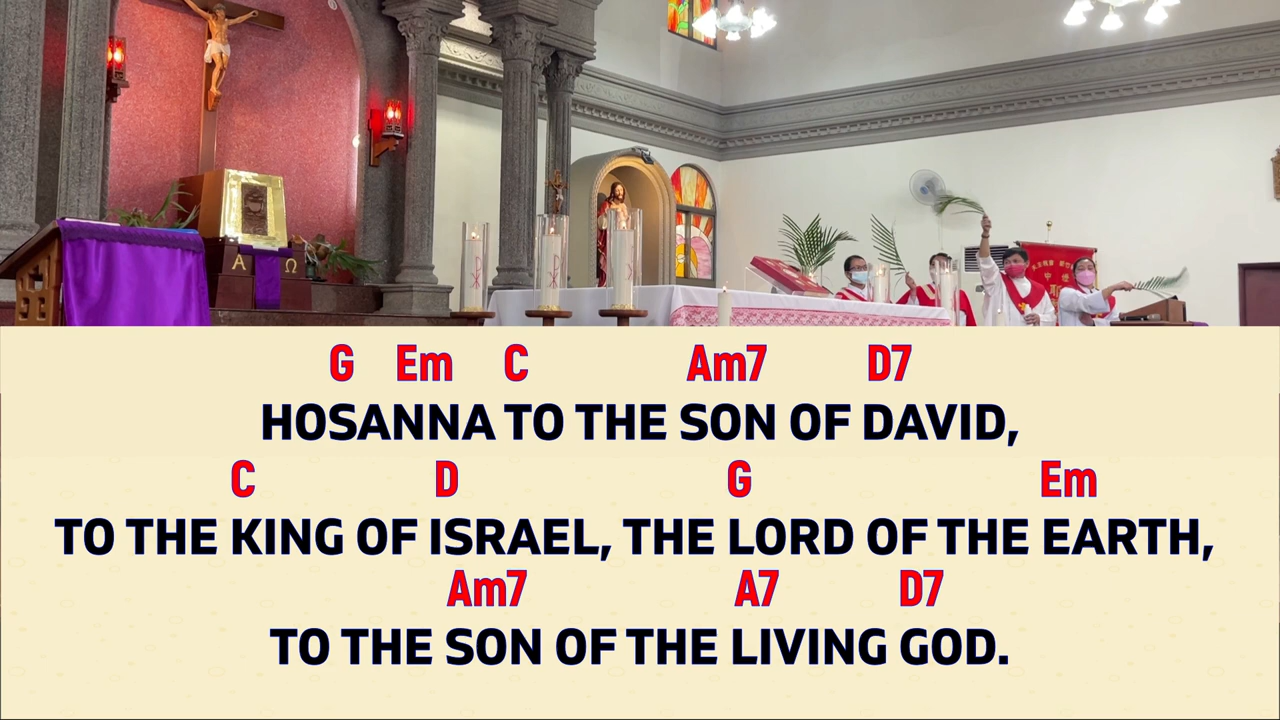 Α Ω
G Em C Am7 D7
HOSANNA TO THE SON OF DAVID,
C D G Em
TO THE KING OF ISRAEL, THE LORD OF THE EARTH,
Am7 A7 D7
TO THE SON OF THE LIVING GOD.